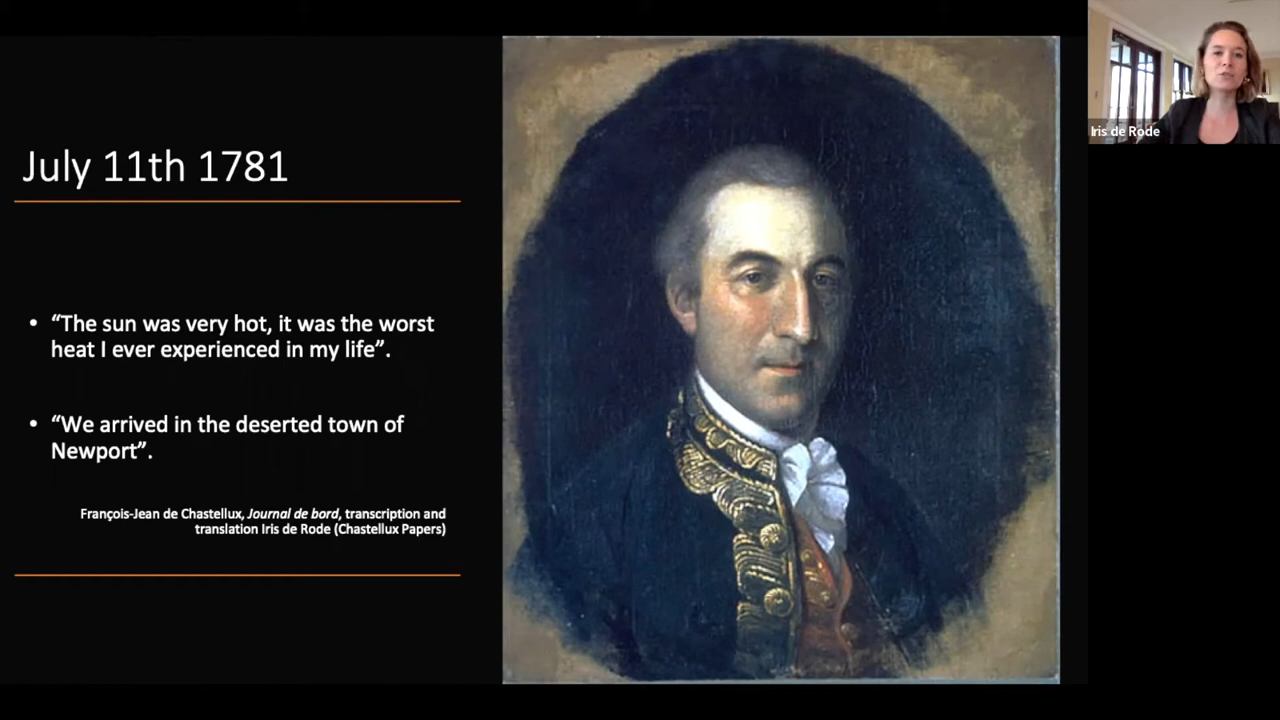 July 11th 1781
• “The sun was very hot, it was the worst
heat I ever experienced in my life”.
• “We arrived in the deserted town of
Newport”.
François-Jean de Chastellux, Journal de bord, transcription and
translation Iris de Rode (Chastellux Papers)
Iris de Rode